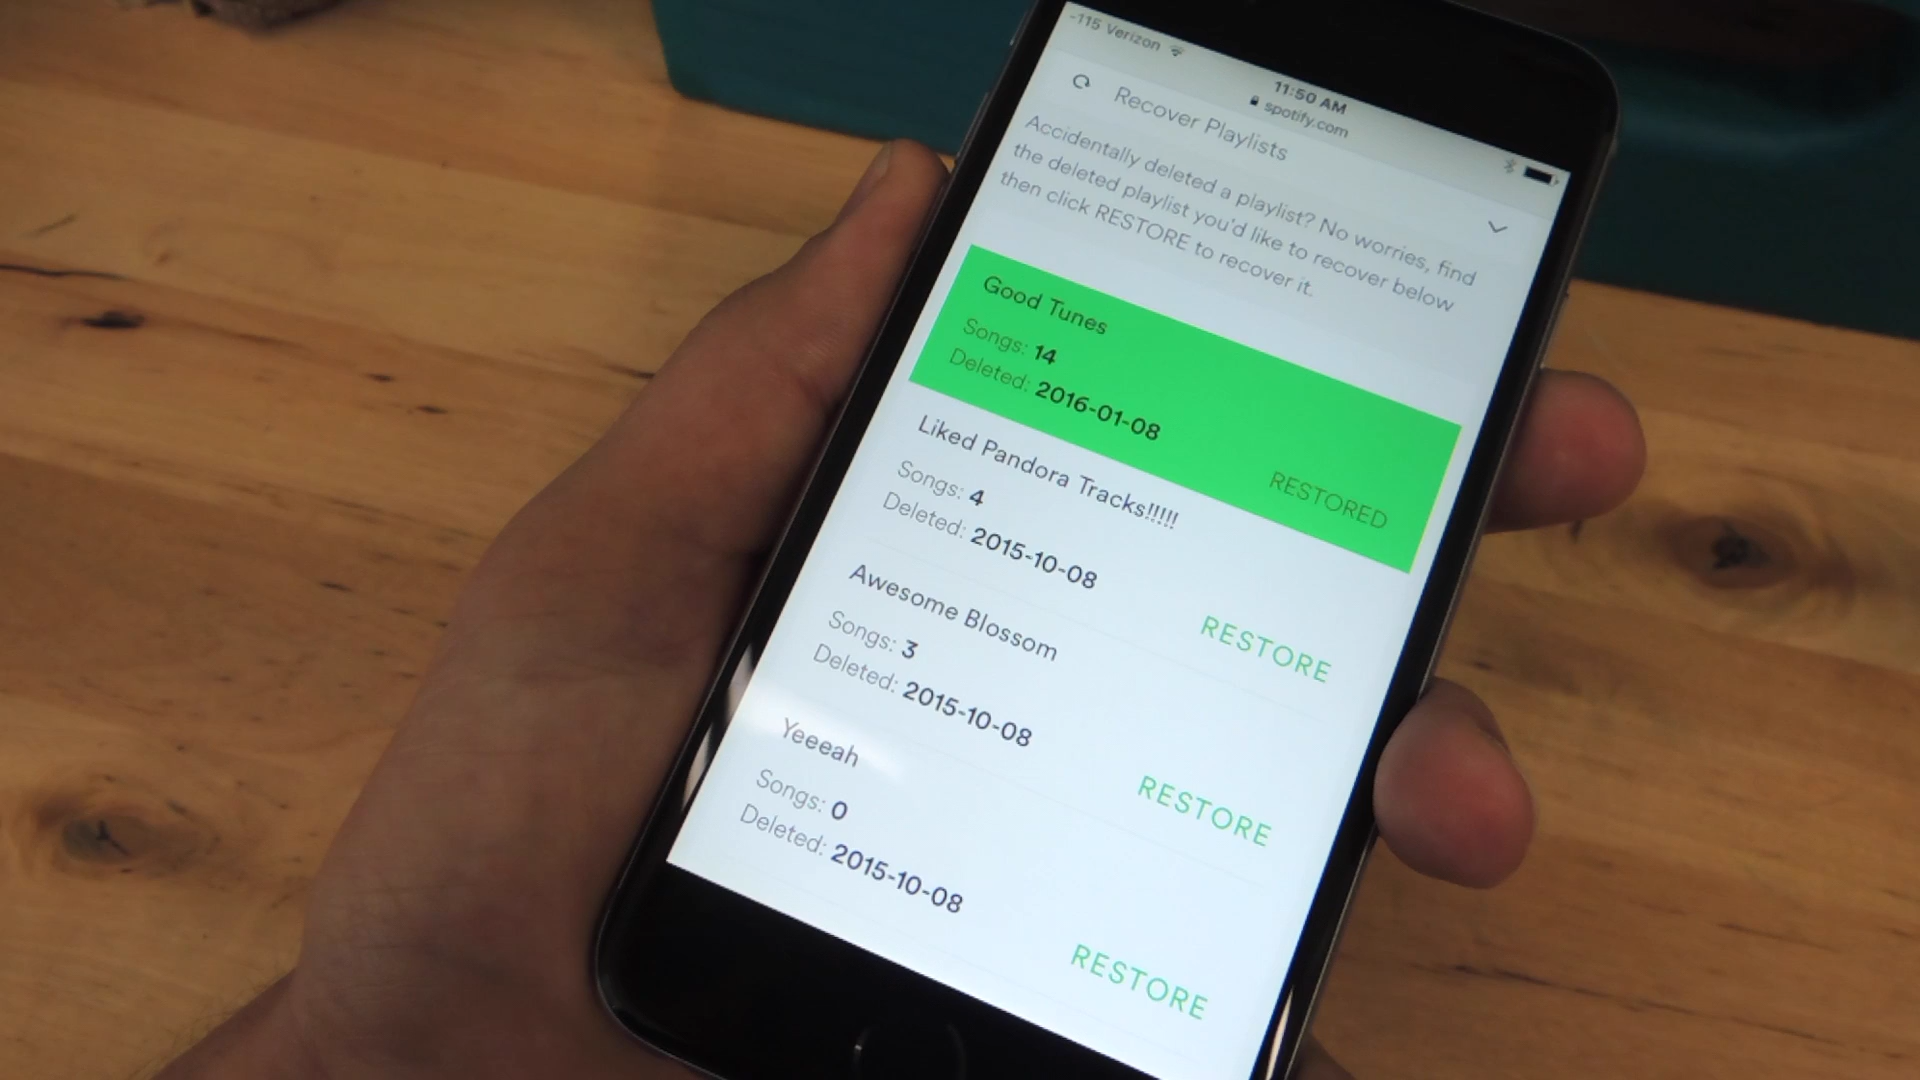 -115 Verizon
11:50 AM
spotify.com
Recover Playlists
Accidentally deleted a playlist? No worries, find
the deleted playlist you'd like to recover below
then click RESTORE to recover it.
Good Tunes
Songs: 14
Deleted: 2016-01-08
RESTORED
Liked Pandora Tracks!!!!!
Songs: 4
Deleted: 2015-10-08
RESTORE
Awesome Blossom
Songs: 3
Deleted: 2015-10-08
RESTORE
Yeeeah
Songs: 0
Deleted: 2015-10-08
RESTORE